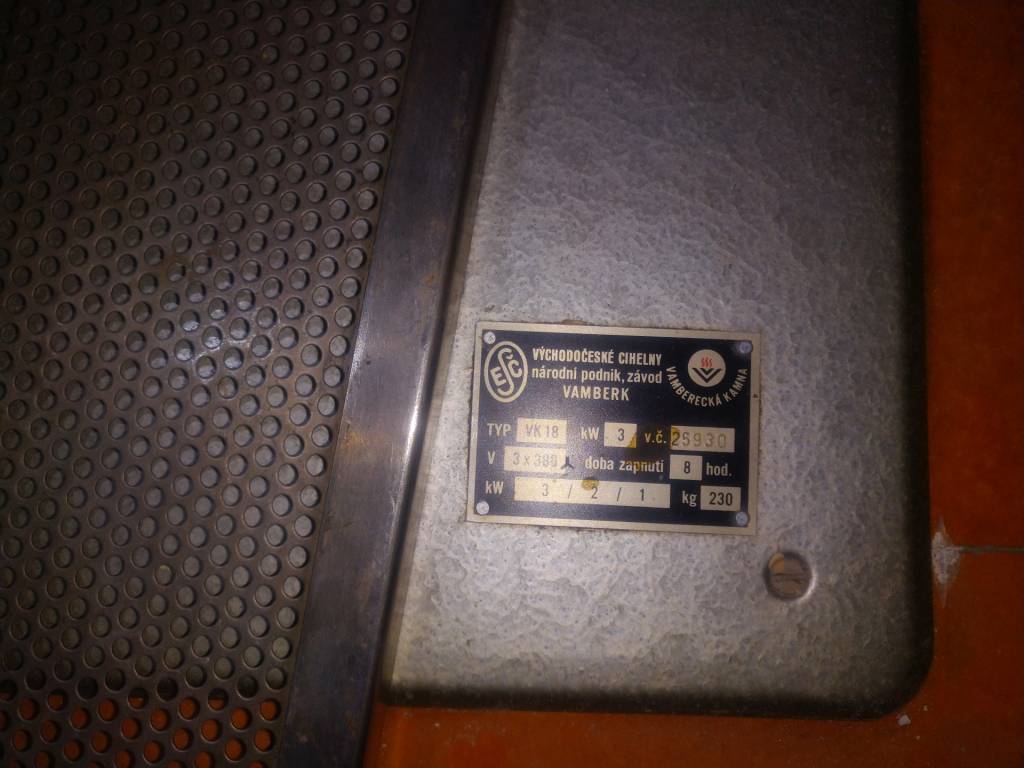 ESČ
VÝCHODOČESKÉ CIHELNY
národní podnik, závod
VAMBERK
VAMBERECKÁ KAMNA
TYP VK 18 kW 3 v.č. 25930
V 3 x 380 doba zapnutí 8 hod.
kW 3 / 2 / 1 kg 230